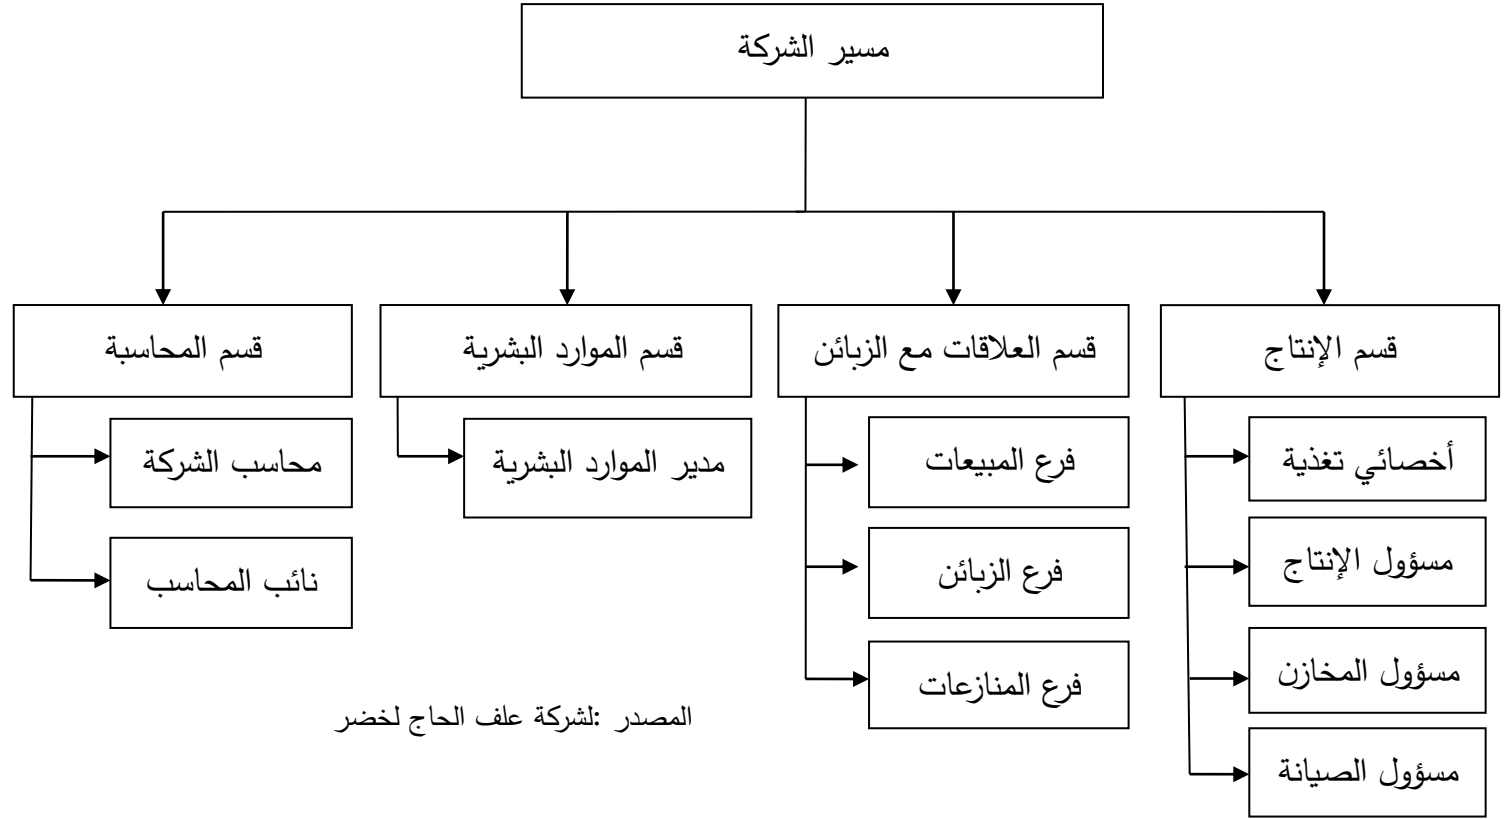 مسير الشركة
قسم الإنتاج
قسم العلاقات مع الزبائن
قسم الموارد البشرية
قسم المحاسبة
أخصائي تغذية
مسؤول الإنتاج
مسؤول المخازن
مسؤول الصيانة
فرع المبيعات
فرع الزبائن
فرع المنازعات
مدير الموارد البشرية
محاسب الشركة
نائب المحاسب
المصدر :لشركة علف الحاج لخضر